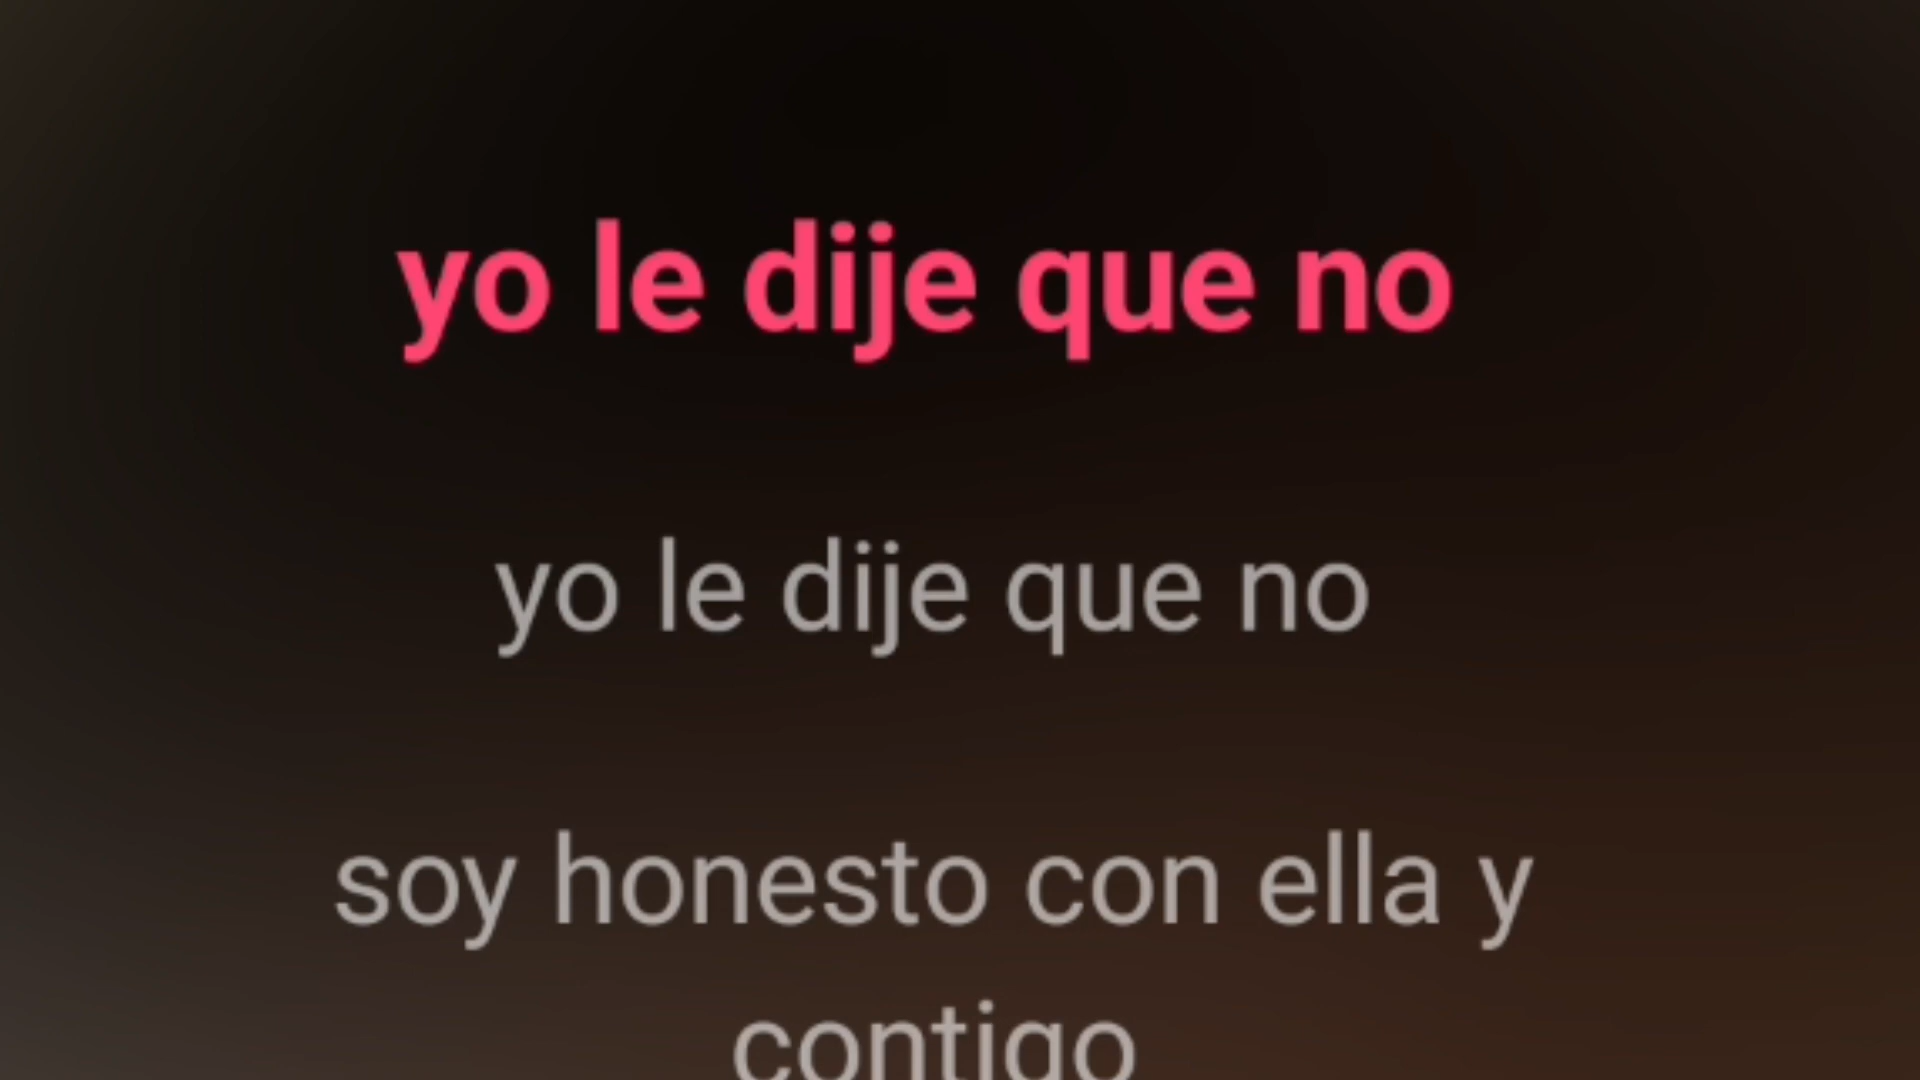 yo le dije que no
yo le dije que no
soy honesto con ella y
contigo